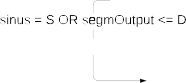 sinus = S OR segmOutput <= D